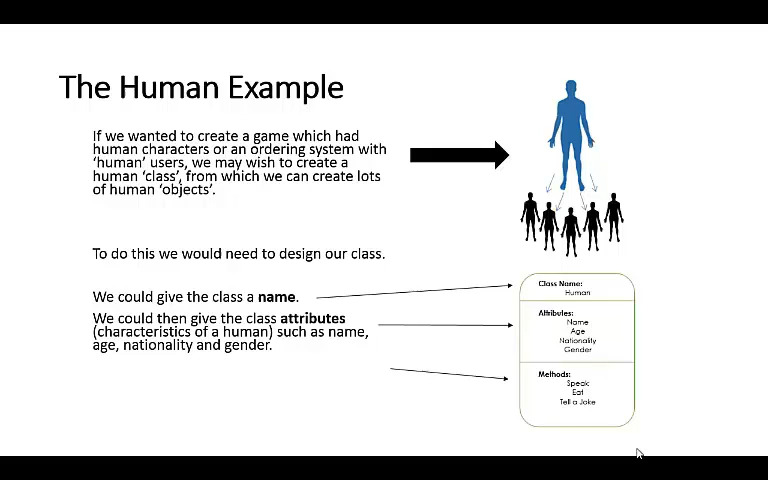 The Human Example
If we wanted to create a game which had
human characters or an ordering system with
‘human’ users, we may wish to create a
human ‘class’, from which we can create lots
of human ‘objects’.
To do this we would need to design our class.
We could give the class a name.
We could then give the class attributes
(characteristics of a human) such as name,
age, nationality and gender.
Class Name:
Human
Attributes:
Name
Age
Nationality
Gender
Methods:
Speak
Eat
Tell a Joke